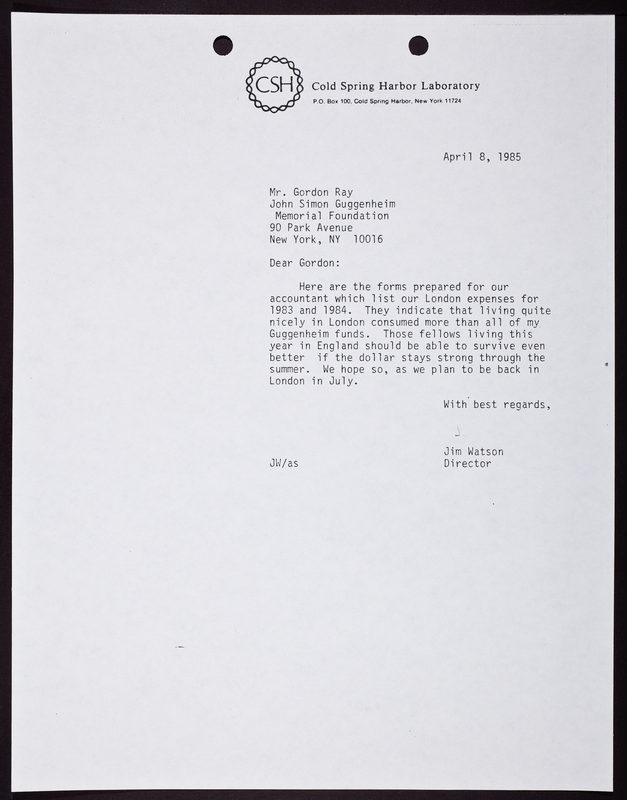 CSH
Cold Spring Harbor Laboratory
P.O. Box 100, Cold Spring Harbor, New York 11724
April 8, 1985
Mr. Gordon Ray
John Simon Guggenheim
Memorial Foundation
90 Park Avenue
New York, NY 10016
Dear Gordon:
Here are the forms prepared for our
accountant which list our London expenses for
1983 and 1984. They indicate that living quite
nicely in London consumed more than all of my
Guggenheim funds. Those fellows living this
year in England should be able to survive even
better if the dollar stays strong through the
summer. We hope so, as we plan to be back in
London in July.
With best regards,
Jim Watson
JW/as Director